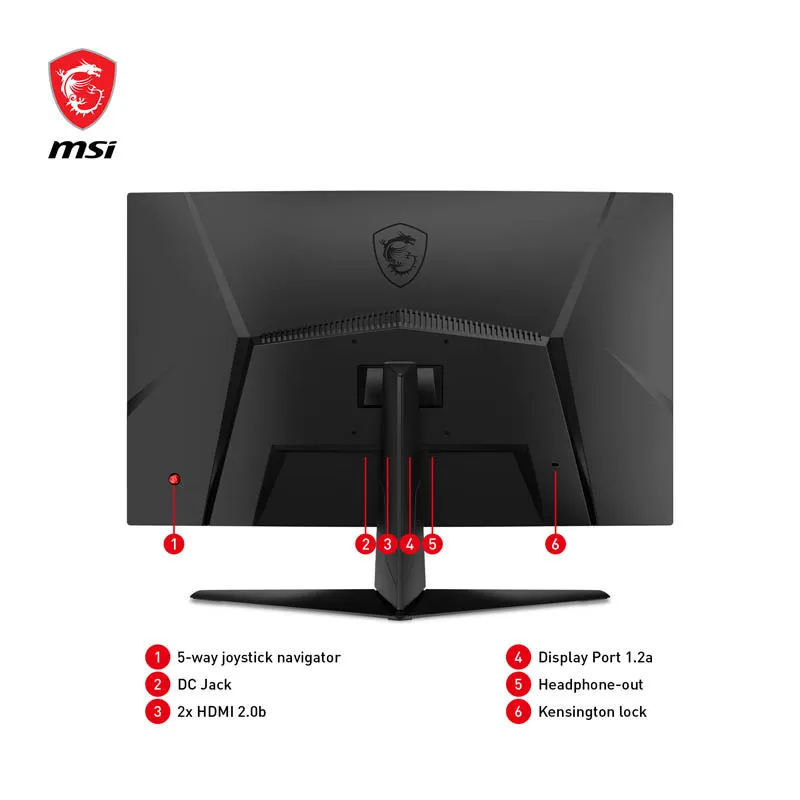 msi
1
2
3
4
5
6
1 5-way joystick navigator
2 DC Jack
3 2x HDMI 2.0b
4 Display Port 1.2a
5 Headphone-out
6 Kensington lock